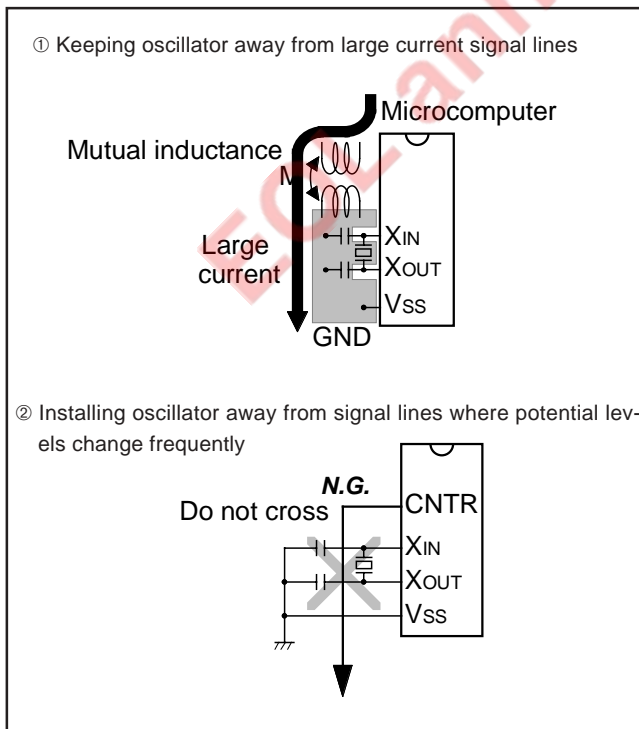 ① Keeping oscillator away from large current signal lines
Microcomputer
Mutual inductance
M
Large
current
XIN
XOUT
VSS
GND
② Installing oscillator away from signal lines where potential lev-
els change frequently
N.G.
Do not cross
CNTR
XIN
XOUT
VSS
EOL ann